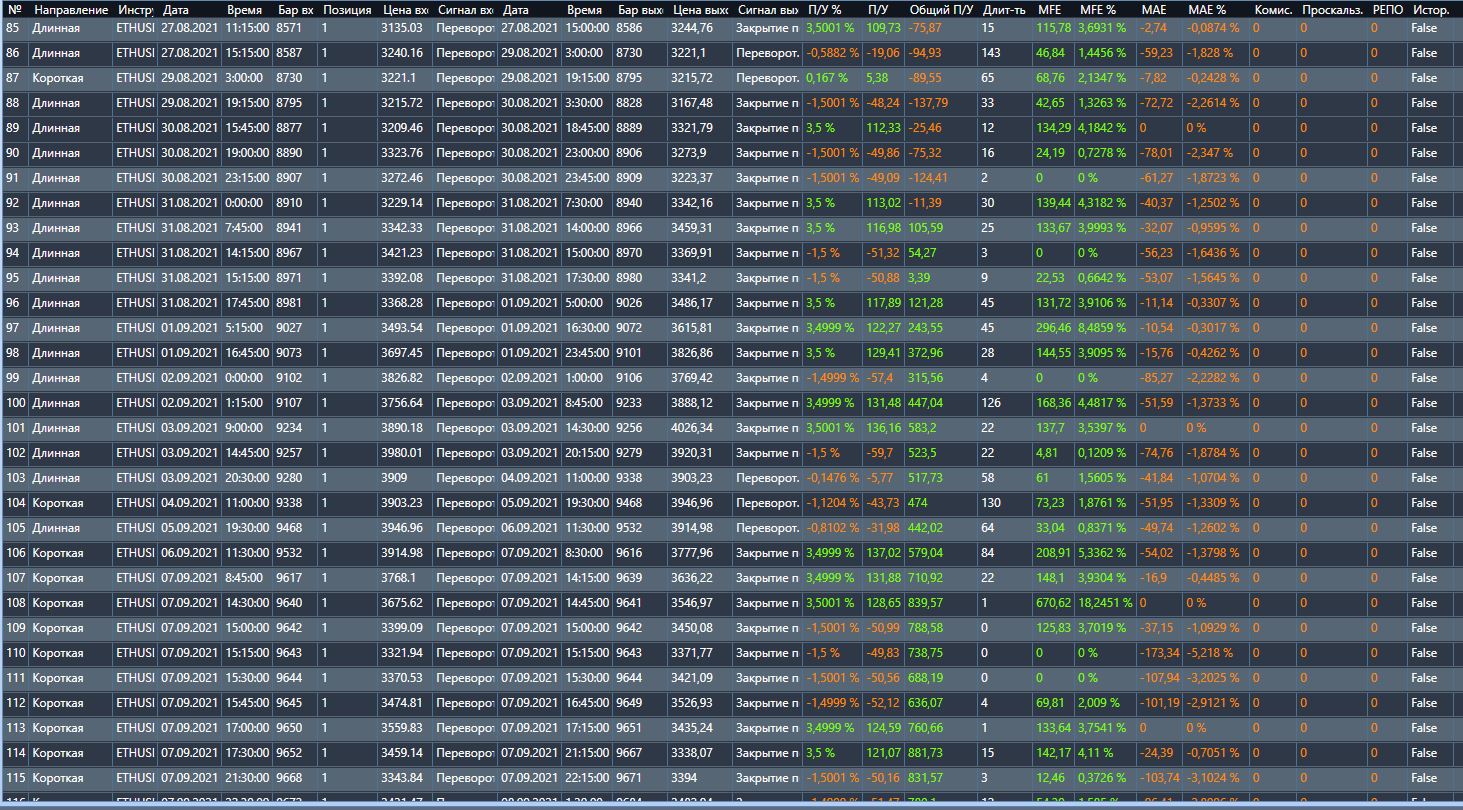 № Направление Инстр Дата Время Бар вх Позиция Цена вх Сигнал вх Дата Время Бар вых Цена вых Сигнал вых П/У % П/У Общий П/У Длит-ть MFE MFE % MAE MAE % Комис. Проскальз. РЕПО Истор.
85 Длинная ETHUSI 27.08.2021 11:15:00 8571 1 3135.03 Переворот 27.08.2021 15:00:00 8586 3244,76 Закрытие п 3,5001 % 109,73 -75,87 15 115,78 3,6931 % -2,74 -0,0874 % 0 0 0 False
86 Длинная ETHUSI 27.08.2021 15:15:00 8587 1 3240.16 Переворот 29.08.2021 3:00:00 8730 3221,1 Переворот. -0,5882 % -19,06 -94,93 143 46,84 1,4456 % -59,23 -1,828 % 0 0 0 False
87 Короткая ETHUSI 29.08.2021 3:00:00 8730 1 3221.1 Переворот 29.08.2021 19:15:00 8795 3215,72 Переворот. 0,167 % 5,38 -89,55 65 68,76 2,1347 % -7,82 -0,2428 % 0 0 0 False
88 Длинная ETHUSI 29.08.2021 19:15:00 8795 1 3215.72 Переворот 30.08.2021 3:30:00 8828 3167,48 Закрытие п -1,5001 % -48,24 -137,79 33 42,65 1,3263 % -72,72 -2,2614 % 0 0 0 False
89 Длинная ETHUSI 30.08.2021 15:45:00 8877 1 3209.46 Переворот 30.08.2021 18:45:00 8889 3321,79 Закрытие п 3,5 % 112,33 -25,46 12 134,29 4,1842 % 0 0 % 0 0 0 False
90 Длинная ETHUSI 30.08.2021 19:00:00 8890 1 3323.76 Переворот 30.08.2021 23:00:00 8906 3273,9 Закрытие п -1,5001 % -49,86 -75,32 16 24,19 0,7278 % -78,01 -2,347 % 0 0 0 False
91 Длинная ETHUSI 30.08.2021 23:15:00 8907 1 3272.46 Переворот 30.08.2021 23:45:00 8909 3223,37 Закрытие п -1,5001 % -49,09 -124,41 2 0 0 % -61,27 -1,8723 % 0 0 0 False
92 Длинная ETHUSI 31.08.2021 0:00:00 8910 1 3229.14 Переворот 31.08.2021 7:30:00 8940 3342,16 Закрытие п 3,5 % 113,02 -11,39 30 139,44 4,3182 % -40,37 -1,2502 % 0 0 0 False
93 Длинная ETHUSI 31.08.2021 7:45:00 8941 1 3342.33 Переворот 31.08.2021 14:00:00 8966 3459,31 Закрытие п 3,5 % 116,98 105,59 25 133,67 3,9993 % -32,07 -0,9595 % 0 0 0 False
94 Длинная ETHUSI 31.08.2021 14:15:00 8967 1 3421.23 Переворот 31.08.2021 15:00:00 8970 3369,91 Закрытие п -1,5 % -51,32 54,27 3 0 0 % -56,23 -1,6436 % 0 0 0 False
95 Длинная ETHUSI 31.08.2021 15:15:00 8971 1 3392.08 Переворот 31.08.2021 17:30:00 8980 3341,2 Закрытие п -1,5 % -50,88 3,39 9 22,53 0,6642 % -53,07 -1,5645 % 0 0 0 False
96 Длинная ETHUSI 31.08.2021 17:45:00 8981 1 3368.28 Переворот 01.09.2021 5:00:00 9026 3486,17 Закрытие п 3,5 % 117,89 121,28 45 131,72 3,9106 % -11,14 -0,3307 % 0 0 0 False
97 Длинная ETHUSI 01.09.2021 5:15:00 9027 1 3493.54 Переворот 01.09.2021 16:30:00 9072 3615,81 Закрытие п 3,4999 % 122,27 243,55 45 296,46 8,4859 % -10,54 -0,3017 % 0 0 0 False
98 Длинная ETHUSI 01.09.2021 16:45:00 9073 1 3697.45 Переворот 01.09.2021 23:45:00 9101 3826,86 Закрытие п 3,5 % 129,41 372,96 28 144,55 3,9095 % -15,76 -0,4262 % 0 0 0 False
99 Длинная ETHUSI 02.09.2021 0:00:00 9102 1 3826.82 Переворот 02.09.2021 1:00:00 9106 3769,42 Закрытие п -1,4999 % -57,4 315,56 4 0 0 % -85,27 -2,2282 % 0 0 0 False
100 Длинная ETHUSI 02.09.2021 1:15:00 9107 1 3756.64 Переворот 03.09.2021 8:45:00 9233 3888,12 Закрытие п 3,4999 % 131,48 447,04 126 168,36 4,4817 % -51,59 -1,3733 % 0 0 0 False
101 Длинная ETHUSI 03.09.2021 9:00:00 9234 1 3890.18 Переворот 03.09.2021 14:30:00 9256 4026,34 Закрытие п 3,5001 % 136,16 583,2 22 137,7 3,5397 % 0 0 % 0 0 0 False
102 Длинная ETHUSI 03.09.2021 14:45:00 9257 1 3980.01 Переворот 03.09.2021 20:15:00 9279 3920,31 Закрытие п -1,5 % -59,7 523,5 22 4,81 0,1209 % -74,76 -1,8784 % 0 0 0 False
103 Длинная ETHUSI 03.09.2021 20:30:00 9280 1 3909 Переворот 04.09.2021 11:00:00 9338 3903,23 Переворот. -0,1476 % -5,77 517,73 58 61 1,5605 % -41,84 -1,0704 % 0 0 0 False
104 Короткая ETHUSI 04.09.2021 11:00:00 9338 1 3903.23 Переворот 05.09.2021 19:30:00 9468 3946,96 Переворот. -1,1204 % -43,73 474 130 73,23 1,8761 % -51,95 -1,3309 % 0 0 0 False
105 Длинная ETHUSI 05.09.2021 19:30:00 9468 1 3946.96 Переворот 06.09.2021 11:30:00 9532 3914,98 Переворот. -0,8102 % -31,98 442,02 64 33,04 0,8371 % -49,74 -1,2602 % 0 0 0 False
106 Короткая ETHUSI 06.09.2021 11:30:00 9532 1 3914.98 Переворот 07.09.2021 8:30:00 9616 3777,96 Закрытие п 3,4999 % 137,02 579,04 84 208,91 5,3362 % -54,02 -1,3798 % 0 0 0 False
107 Короткая ETHUSI 07.09.2021 8:45:00 9617 1 3768.1 Переворот 07.09.2021 14:15:00 9639 3636,22 Закрытие п 3,4999 % 131,88 710,92 22 148,1 3,9304 % -16,9 -0,4485 % 0 0 0 False
108 Короткая ETHUSI 07.09.2021 14:30:00 9640 1 3675.62 Переворот 07.09.2021 14:45:00 9641 3546,97 Закрытие п 3,5001 % 128,65 839,57 1 670,62 18,2451 % 0 0 % 0 0 0 False
109 Короткая ETHUSI 07.09.2021 15:00:00 9642 1 3399.09 Переворот 07.09.2021 15:00:00 9642 3450,08 Закрытие п -1,5001 % -50,99 788,58 0 125,83 3,7019 % -37,15 -1,0929 % 0 0 0 False
110 Короткая ETHUSI 07.09.2021 15:15:00 9643 1 3321.94 Переворот 07.09.2021 15:15:00 9643 3371,77 Закрытие п -1,5 % -49,83 738,75 0 0 0 % -173,34 -5,218 % 0 0 0 False
111 Короткая ETHUSI 07.09.2021 15:30:00 9644 1 3370.53 Переворот 07.09.2021 15:30:00 9644 3421,09 Закрытие п -1,5001 % -50,56 688,19 0 0 0 % -107,94 -3,2025 % 0 0 0 False
112 Короткая ETHUSI 07.09.2021 15:45:00 9645 1 3474.81 Переворот 07.09.2021 16:45:00 9649 3526,93 Закрытие п -1,4999 % -52,12 636,07 4 69,81 2,009 % -101,19 -2,9121 % 0 0 0 False
113 Короткая ETHUSI 07.09.2021 17:00:00 9650 1 3559.83 Переворот 07.09.2021 17:15:00 9651 3435,24 Закрытие п 3,4999 % 124,59 760,66 1 133,64 3,7541 % 0 0 % 0 0 0 False
114 Короткая ETHUSI 07.09.2021 17:30:00 9652 1 3459.14 Переворот 07.09.2021 21:15:00 9667 3338,07 Закрытие п 3,5 % 121,07 881,73 15 142,17 4,11 % -24,39 -0,7051 % 0 0 0 False
115 Короткая ETHUSI 07.09.2021 21:30:00 9668 1 3343.84 Переворот 07.09.2021 22:15:00 9671 3394 Закрытие п -1,5001 % -50,16 831,57 3 12,46 0,3726 % -103,74 -3,1024 % 0 0 0 False